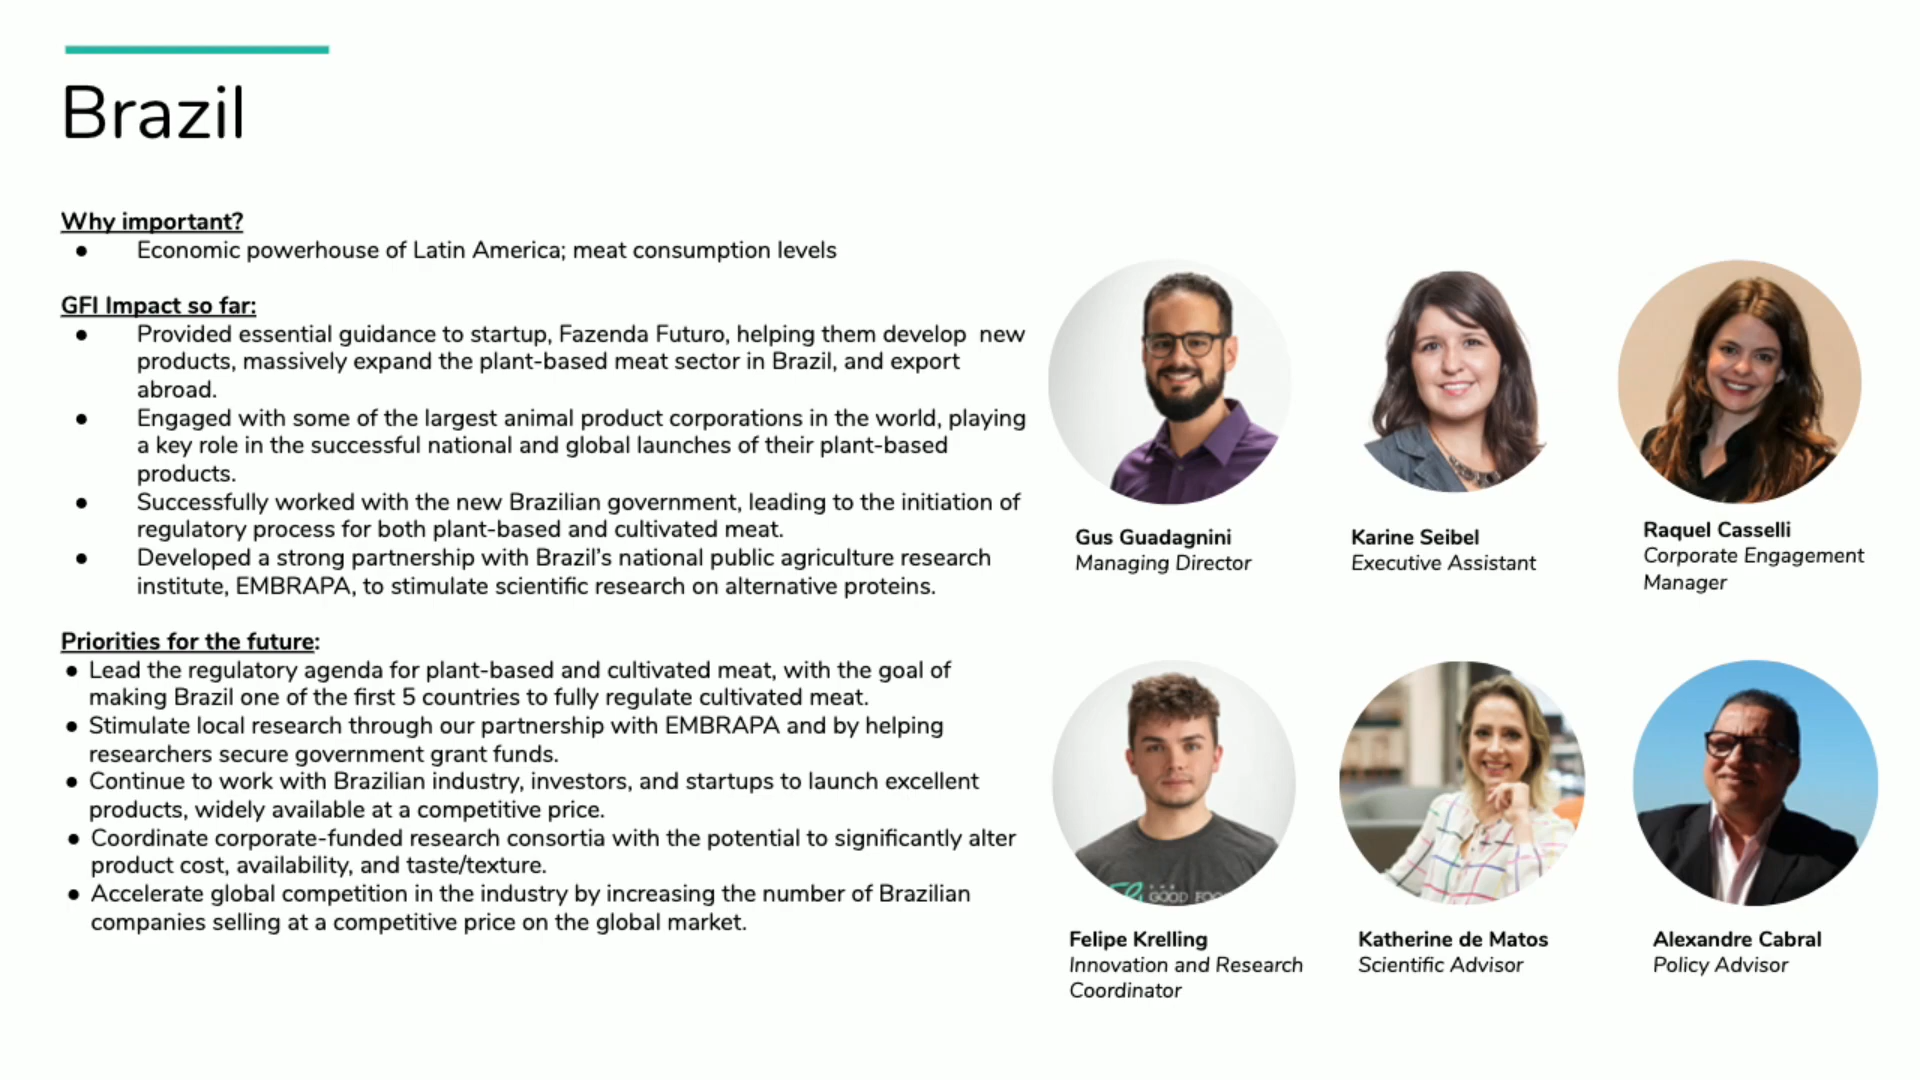 Brazil
Why important?
● Economic powerhouse of Latin America; meat consumption levels
GFI Impact so far:
● Provided essential guidance to startup, Fazenda Futuro, helping them develop  new
products, massively expand the plant-based meat sector in Brazil, and export
abroad.
● Engaged with some of the largest animal product corporations in the world, playing
a key role in the successful national and global launches of their plant-based
products.
● Successfully worked with the new Brazilian government, leading to the initiation of
regulatory process for both plant-based and cultivated meat.
● Developed a strong partnership with Brazil’s national public agriculture research
institute, EMBRAPA, to stimulate scientific research on alternative proteins.
Priorities for the future:
● Lead the regulatory agenda for plant-based and cultivated meat, with the goal of
making Brazil one of the first 5 countries to fully regulate cultivated meat.
● Stimulate local research through our partnership with EMBRAPA and by helping
researchers secure government grant funds.
● Continue to work with Brazilian industry, investors, and startups to launch excellent
products, widely available at a competitive price.
● Coordinate corporate-funded research consortia with the potential to significantly alter
product cost, availability, and taste/texture.
● Accelerate global competition in the industry by increasing the number of Brazilian
companies selling at a competitive price on the global market.
Gus Guadagnini
Managing Director
Karine Seibel
Executive Assistant
Raquel Casselli
Corporate Engagement
Manager
GOOD
Felipe Krelling
Innovation and Research
Coordinator
Katherine de Matos
Scientific Advisor
Alexandre Cabral
Policy Advisor